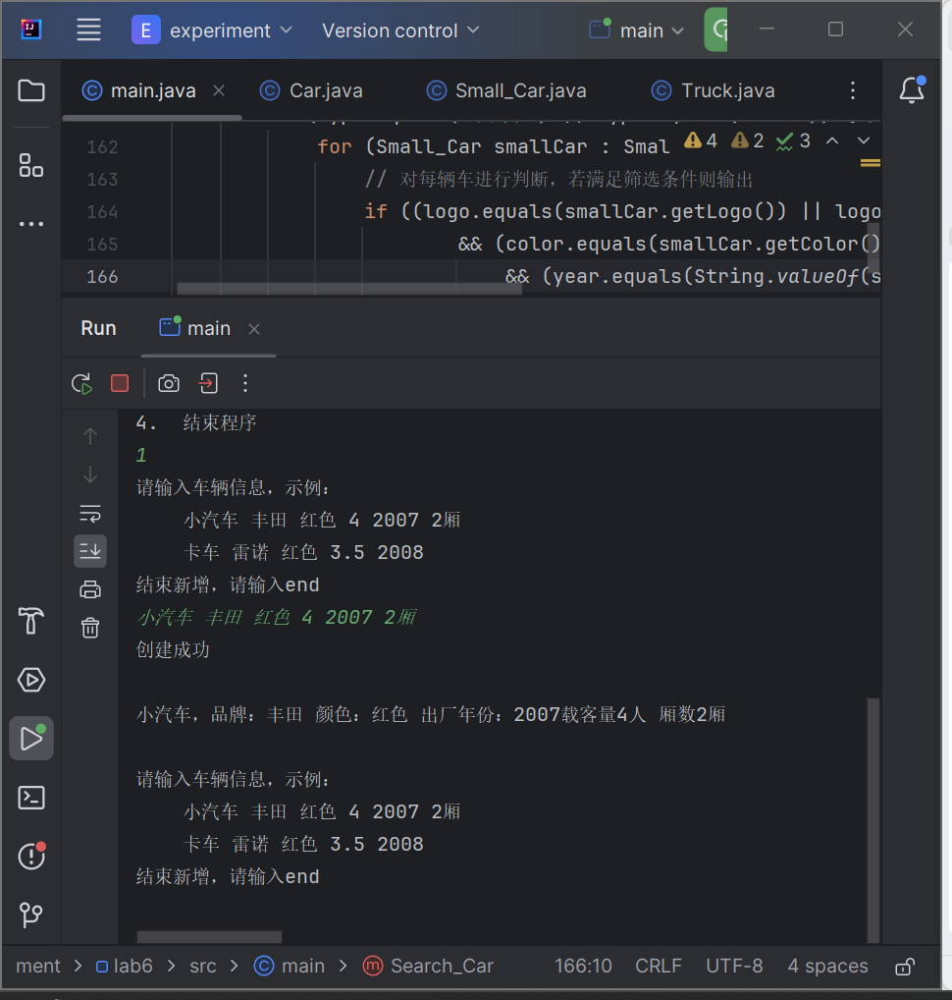 E experiment Version control main
main.java Car.java Small_Car.java Truck.java
162 for (Small_Car smallCar : Smal 4 2 3
163 // 对每辆车进行判断，若满足筛选条件则输出
164 if ((logo.equals(smallCar.getLogo()) || logo
165 && (color.equals(smallCar.getColor()
166 && (year.equals(String.valueOf(s
Run main
4. 结束程序
1
请输入车辆信息，示例：
小汽车 丰田 红色 4 2007 2厢
卡车 雷诺 红色 3.5 2008
结束新增，请输入end
小汽车 丰田 红色 4 2007 2厢
创建成功
小汽车，品牌：丰田 颜色：红色 出厂年份：2007载客量4人 厢数2厢
请输入车辆信息，示例：
小汽车 丰田 红色 4 2007 2厢
卡车 雷诺 红色 3.5 2008
结束新增，请输入end
ment > lab6 > src > main > Search_Car 166:10 CRLF UTF-8 4 spaces